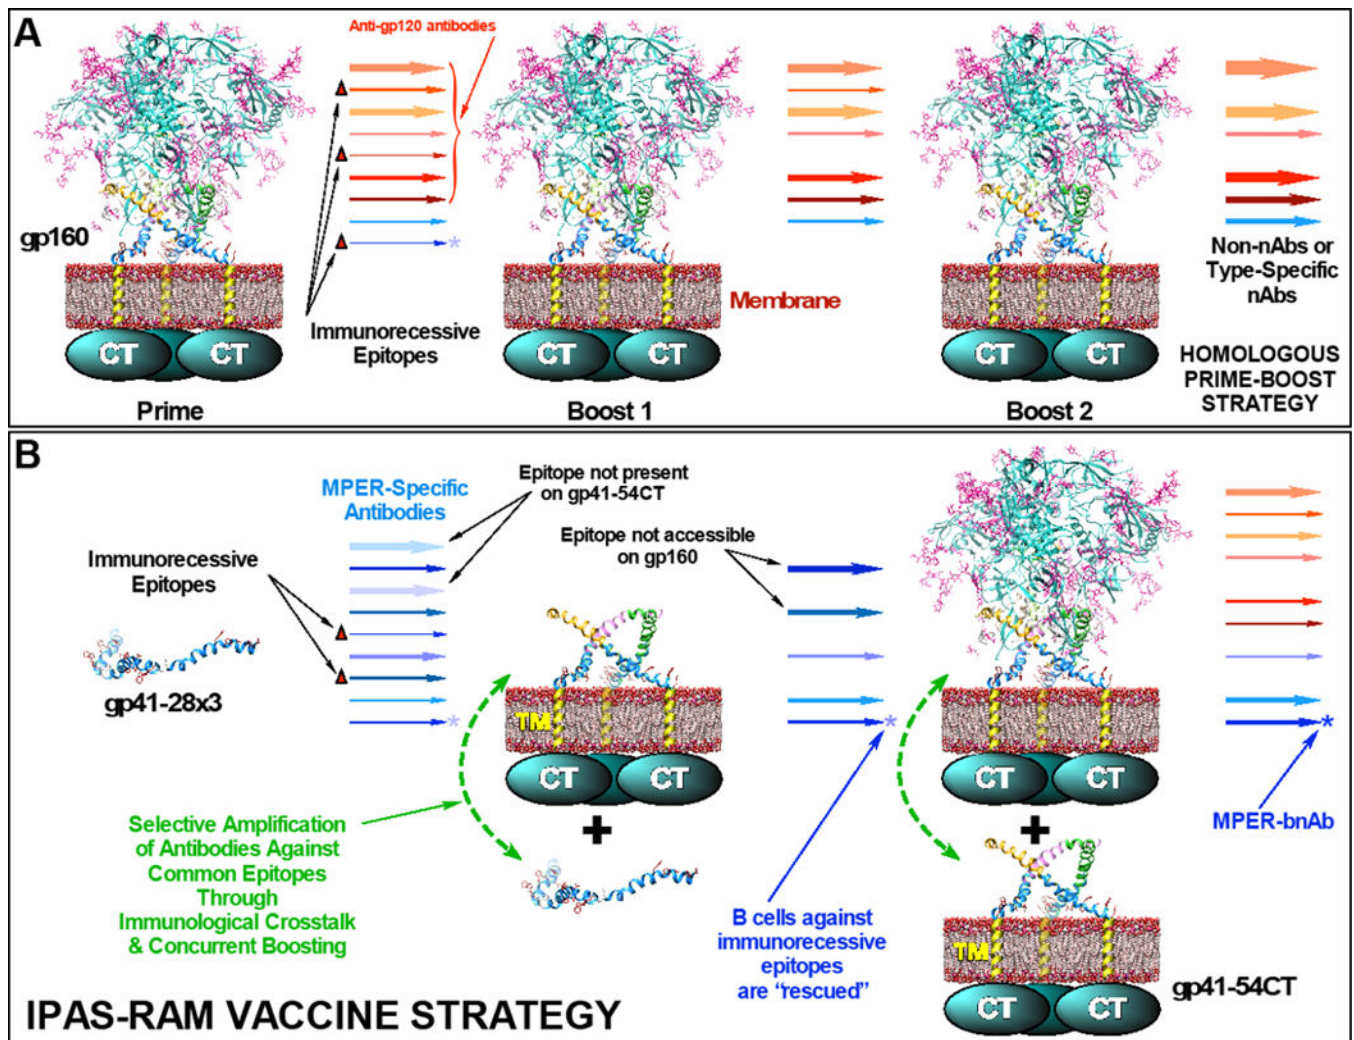 A
Anti-gp120 antibodies
gp160
Immunorecessive
Epitopes
*
Membrane
CT
CT
CT
CT
CT
CT
Non-nAbs or
Type-Specific
nAbs
HOMOLOGOUS
PRIME-BOOST
STRATEGY
Prime
Boost 1
Boost 2
B
MPER-Specific
Antibodies
Epitope not present
on gp41-54CT
Epitope not accessible
on gp160
Immunorecessive
Epitopes
gp41-28x3
*
TM
CT
CT
+
*
CT
CT
+
*
MPER-bnAb
Selective Amplification
of Antibodies Against
Common Epitopes
Through
Immunological Crosstalk
& Concurrent Boosting
B cells against
immunorecessive
epitopes
are “rescued”
TM
gp41-54CT
CT
CT
IPAS-RAM VACCINE STRATEGY